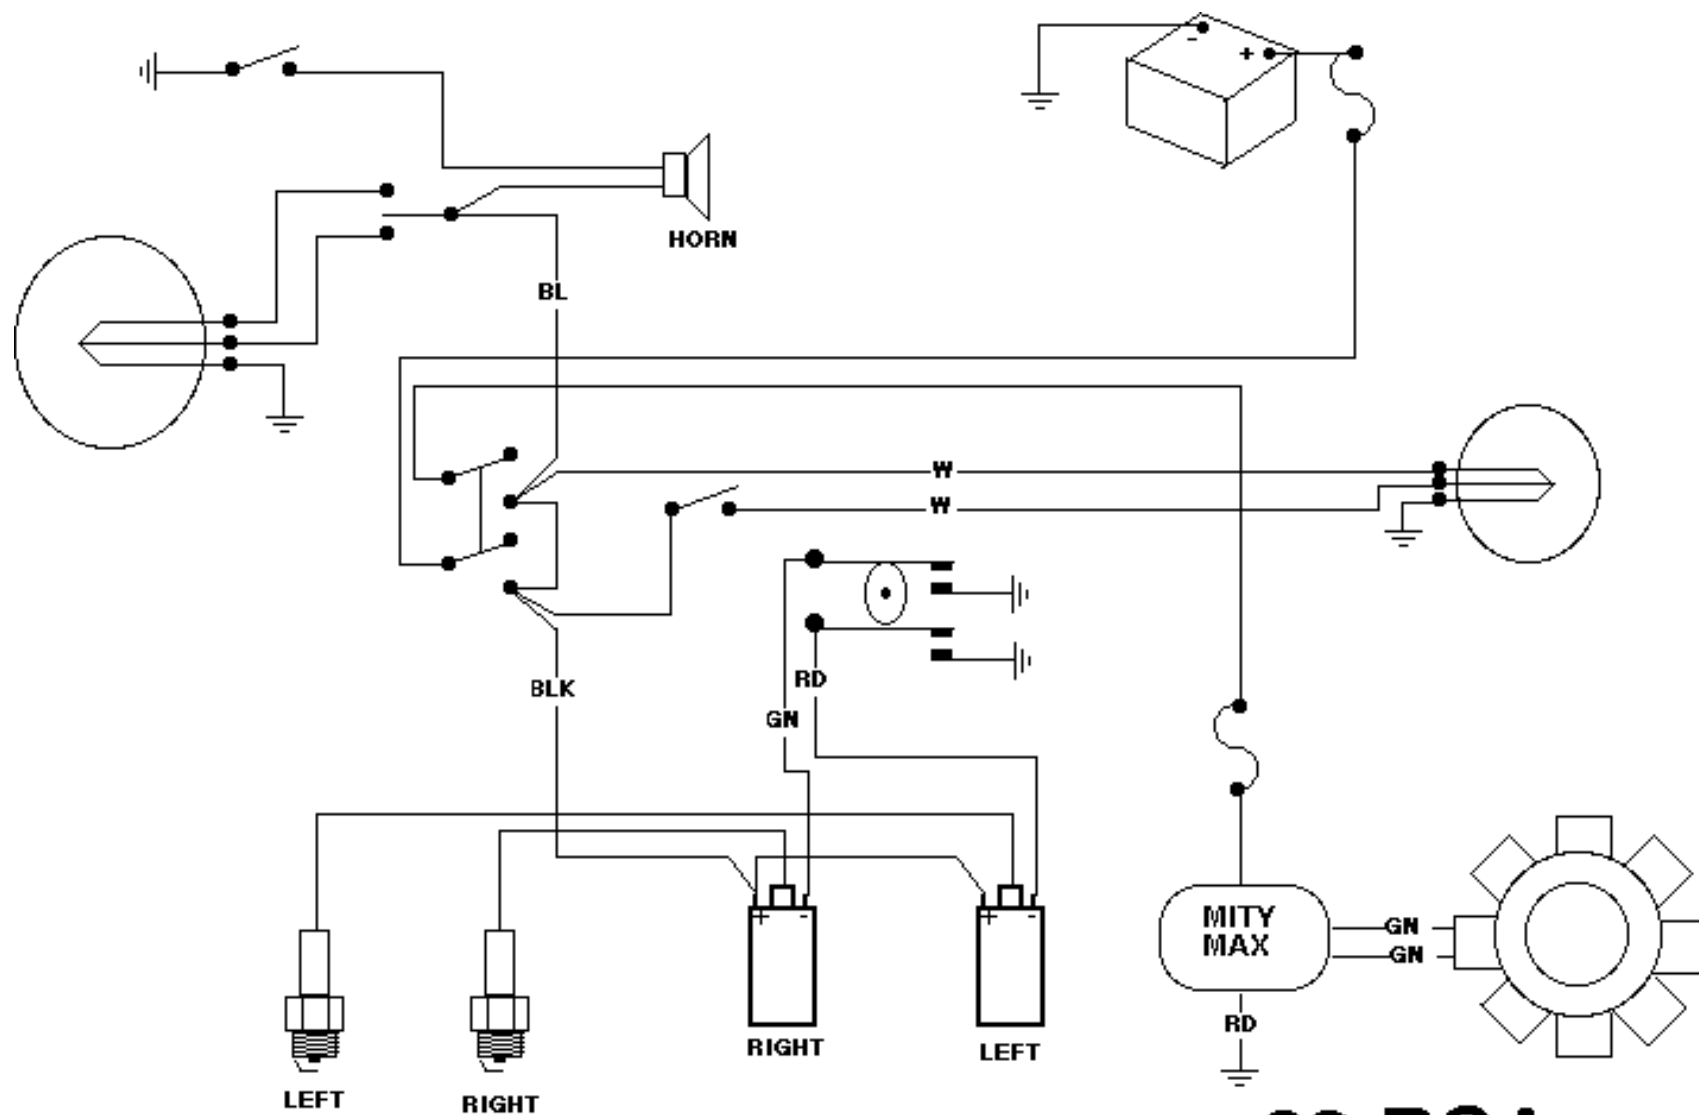 -
+
HORN
BL
W
W
RD
BLK
GN
+ -
+ -
MITY
MAX
GN
GN
RD
RIGHT
LEFT
LEFT
RIGHT